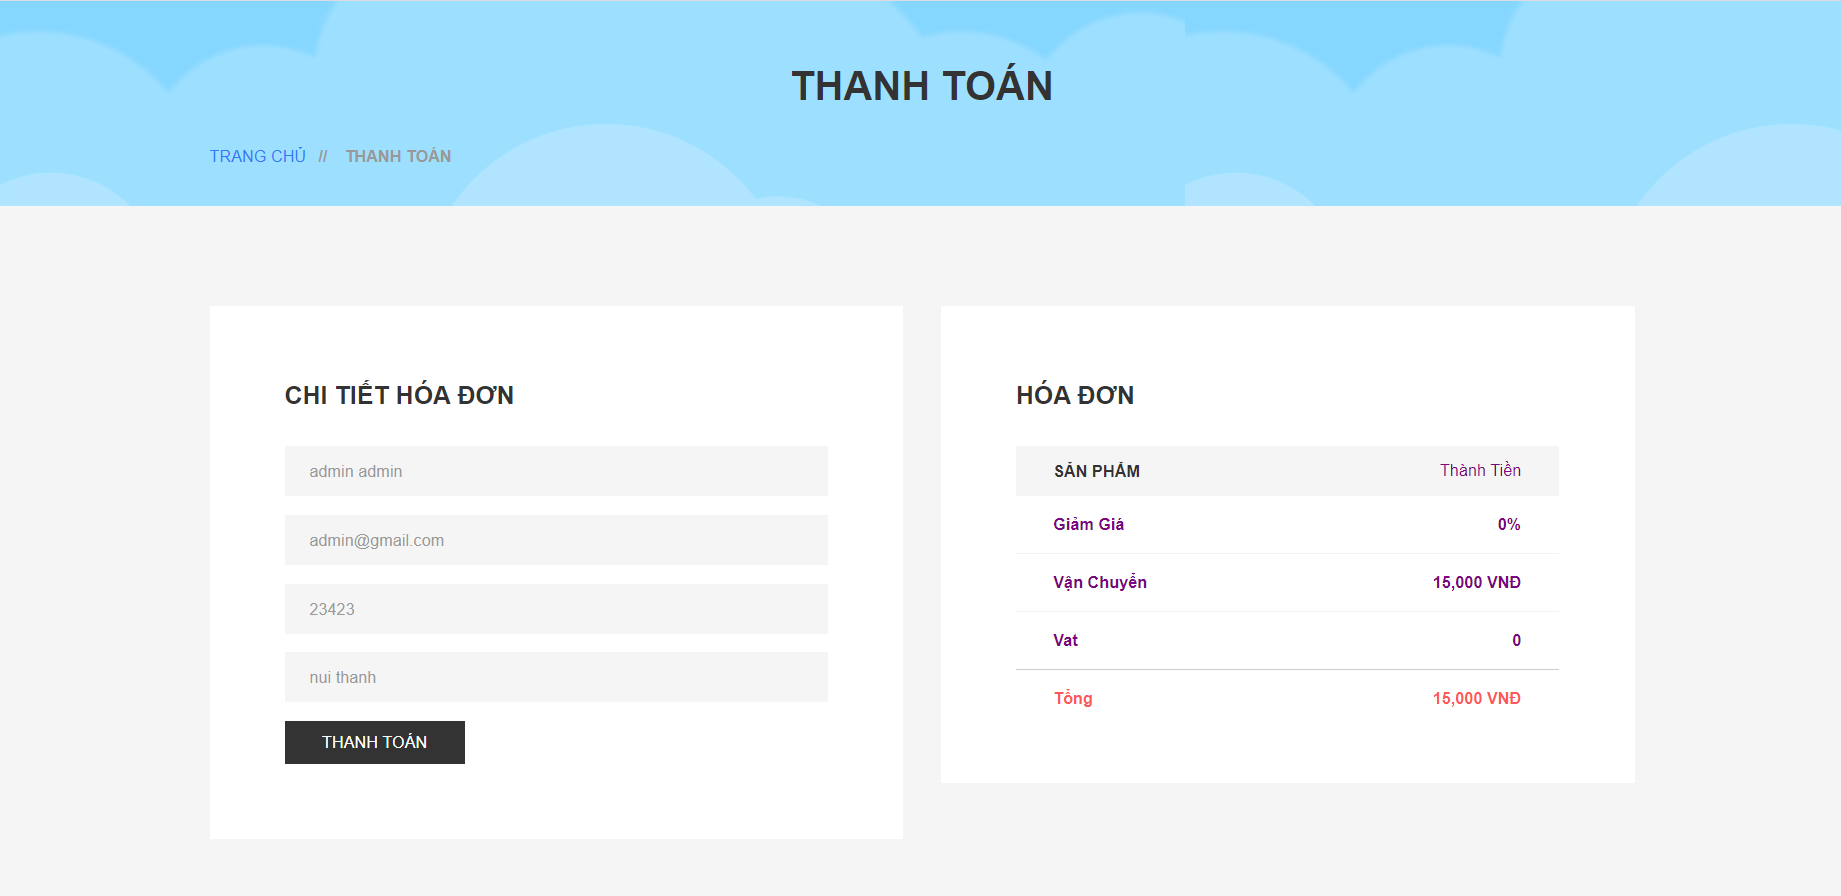 THANH TOÁN
TRANG CHỦ // THANH TOÁN
CHI TIẾT HÓA ĐƠN
admin admin
admin@gmail.com
23423
nui thanh
THANH TOÁN
HÓA ĐƠN
SẢN PHẨM Thành Tiền
Giảm Giá 0%
Vận Chuyển 15,000 VNĐ
Vat 0
Tổng 15,000 VNĐ